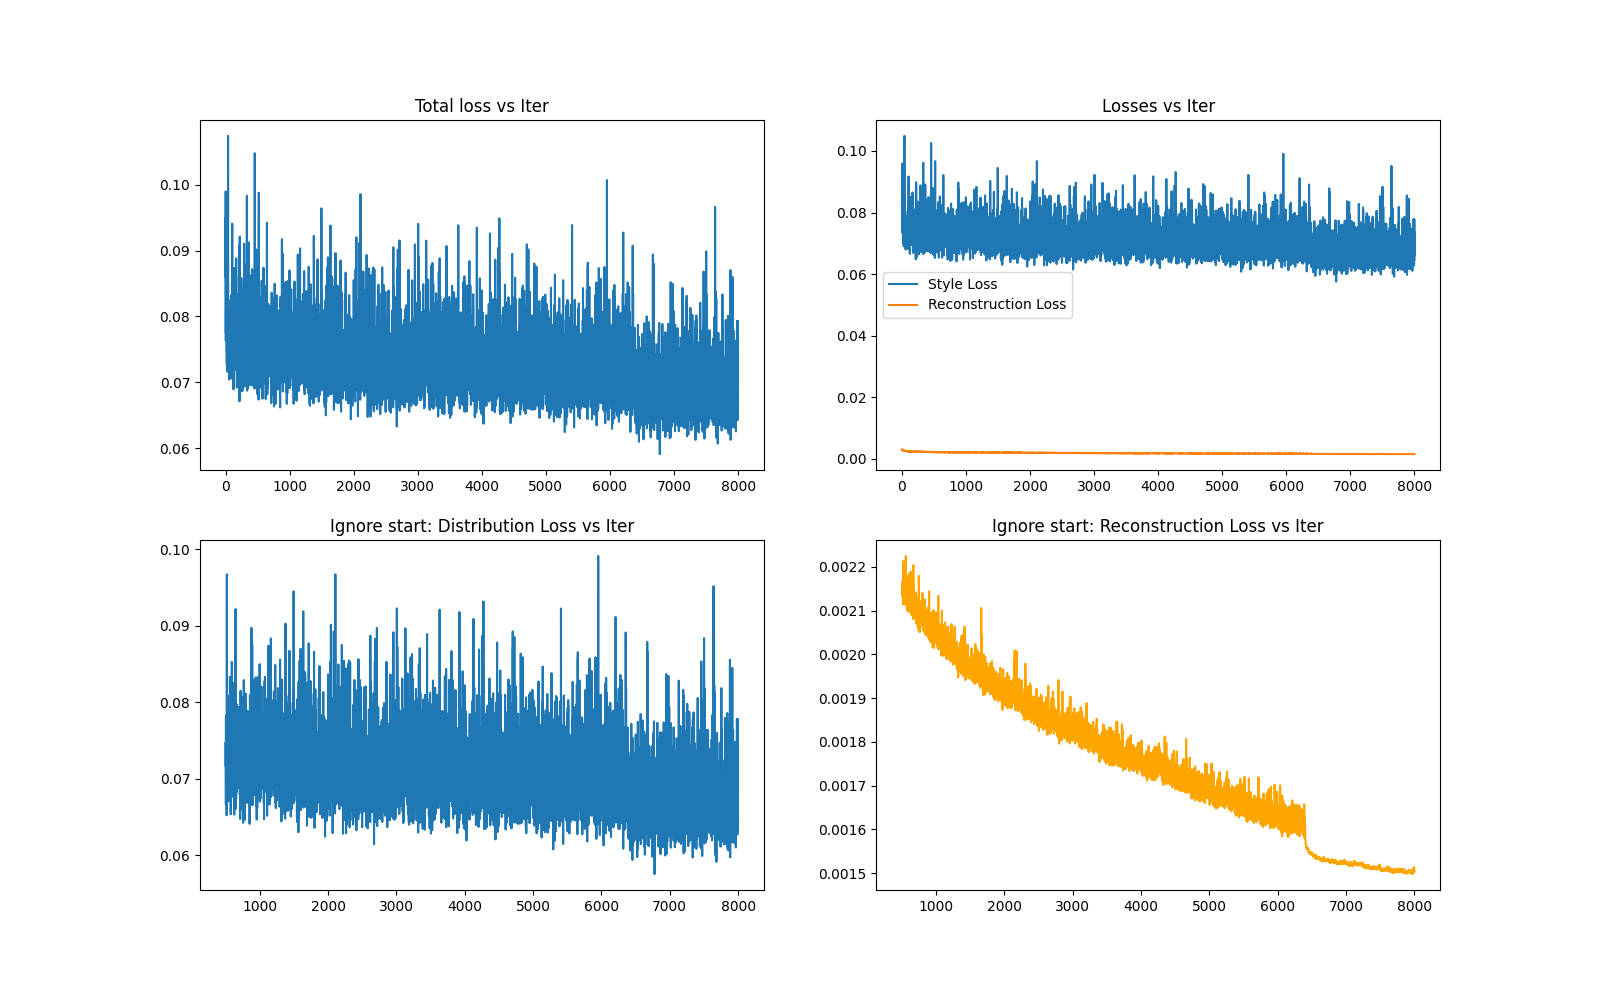 Total loss vs Iter
0.10
0.09
0.08
0.07
0.06
0 1000 2000 3000 4000 5000 6000 7000 8000
Losses vs Iter
0.10
0.08
0.06
0.04
0.02
0.00
Style Loss
Reconstruction Loss
0 1000 2000 3000 4000 5000 6000 7000 8000
Ignore start: Distribution Loss vs Iter
0.10
0.09
0.08
0.07
0.06
1000 2000 3000 4000 5000 6000 7000 8000
Ignore start: Reconstruction Loss vs Iter
0.0022
0.0021
0.0020
0.0019
0.0018
0.0017
0.0016
0.0015
1000 2000 3000 4000 5000 6000 7000 8000